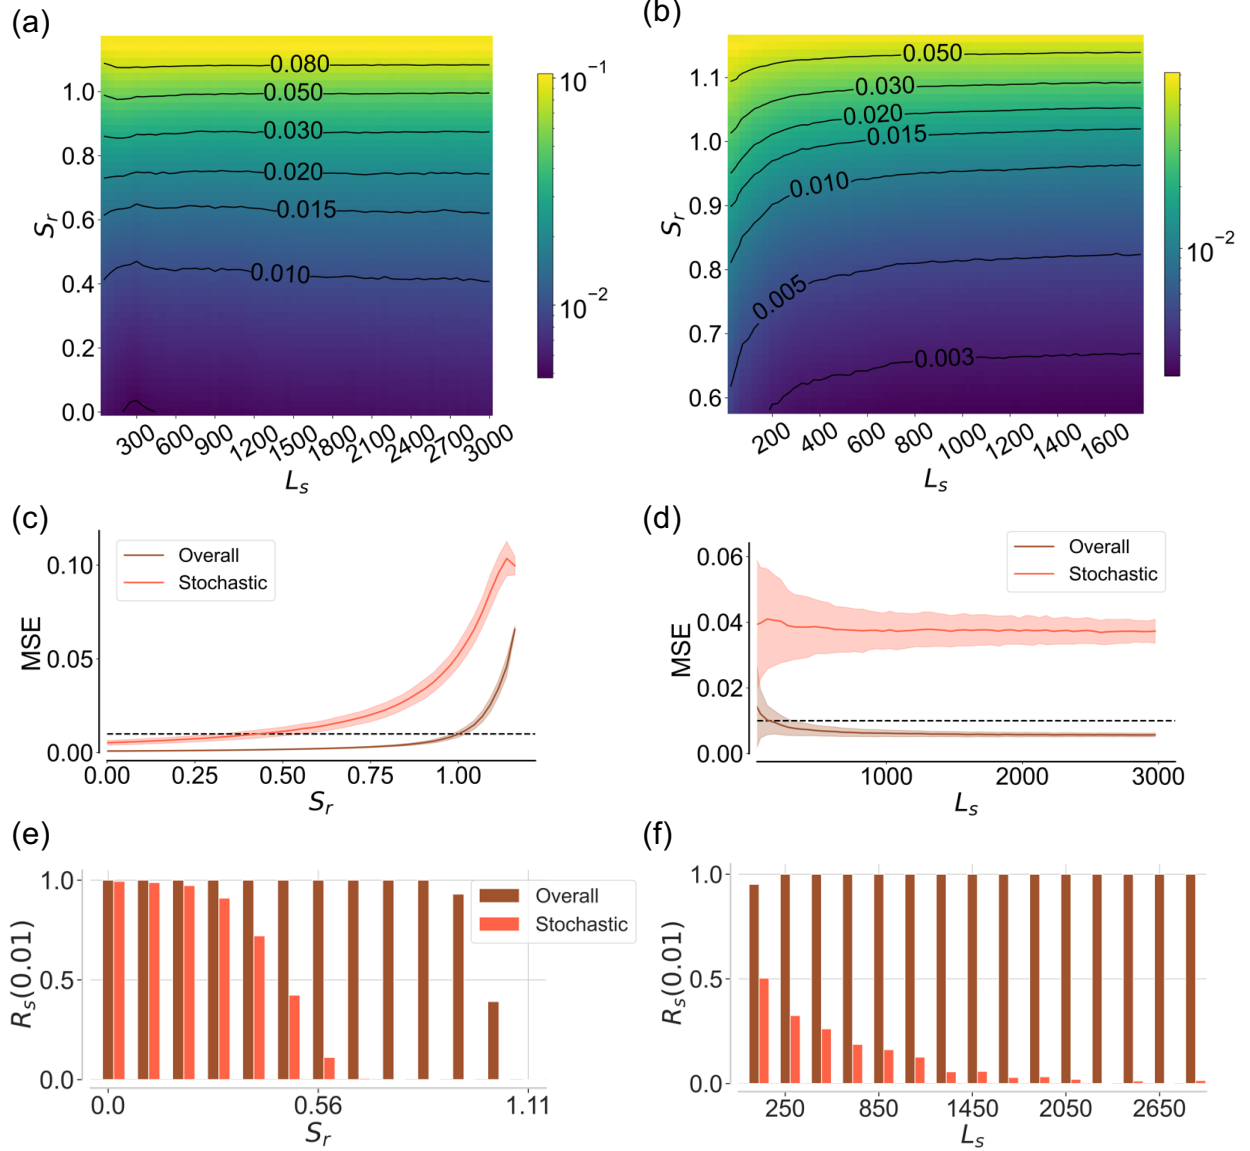 (a)
0.080
0.050
0.030
0.020
0.015
0.010
1.0
0.8
0.6
0.4
0.2
0.0
S_r
300 600 900 1200 1500 1800 2100 2400 2700 3000
L_s
10⁻¹
10⁻²
(b)
0.050
0.030
0.020
0.015
0.010
0.005
0.003
1.1
1.0
0.9
0.8
0.7
0.6
S_r
200 400 600 800 1000 1200 1400 1600
L_s
10⁻²
(c)
Overall
Stochastic
0.10
0.05
0.00
MSE
0.00 0.25 0.50 0.75 1.00
S_r
(d)
Overall
Stochastic
0.06
0.04
0.02
0.00
MSE
1000 2000 3000
L_s
(e)
Overall
Stochastic
1.0
0.5
0.0
R_s(0.01)
0.0 0.56 1.11
S_r
(f)
1.0
0.5
0.0
R_s(0.01)
250 850 1450 2050 2650
L_s